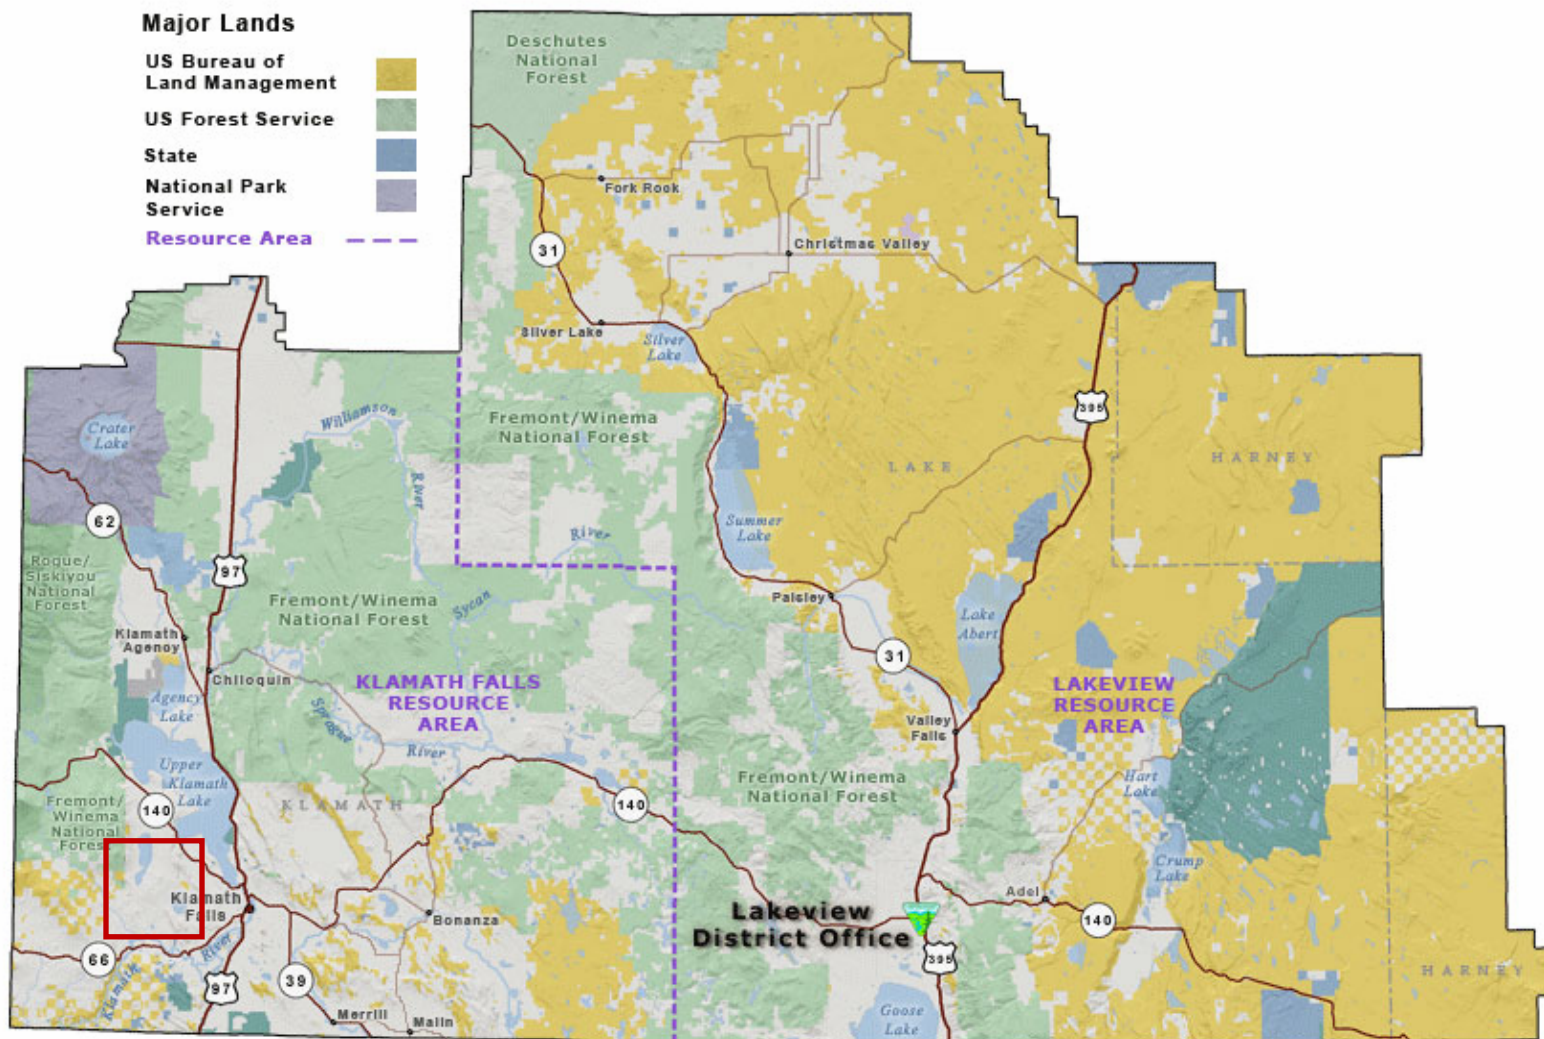 Major Lands
US Bureau of
Land Management
US Forest Service
State
National Park
Service
Resource Area
Deschutes
National
Forest
Fork Rook
31
Christmas Valley
Silver Lake
Silver
Lake
395
Crater
Lake
Williamson
River
Fremont/Winema
National Forest
LAKE
HARNEY
62
Summer
Lake
River
97
Rogue/
Siskiyou
National
Forest
Fremont/Winema
National Forest
Sycan
Paisley
Lake
Abert
Klamath
Agenoy
31
Chiloquin
KLAMATH FALLS
RESOURCE
AREA
LAKEVIEW
RESOURCE
AREA
Agency
Lake
Sprague
River
Valley
Falls
Upper
Klamath
Lake
Fremont/Winema
National Forest
Hart
Lake
140
KLAMATH
140
Fremont/
Winema
National
Forest
Crump
Lake
Klamath
Falls
Adel
Bonanza
Lakeview
District Office
140
66
River
Klamath
97
39
395
HARNEY
Merrill
Malin
Goose
Lake